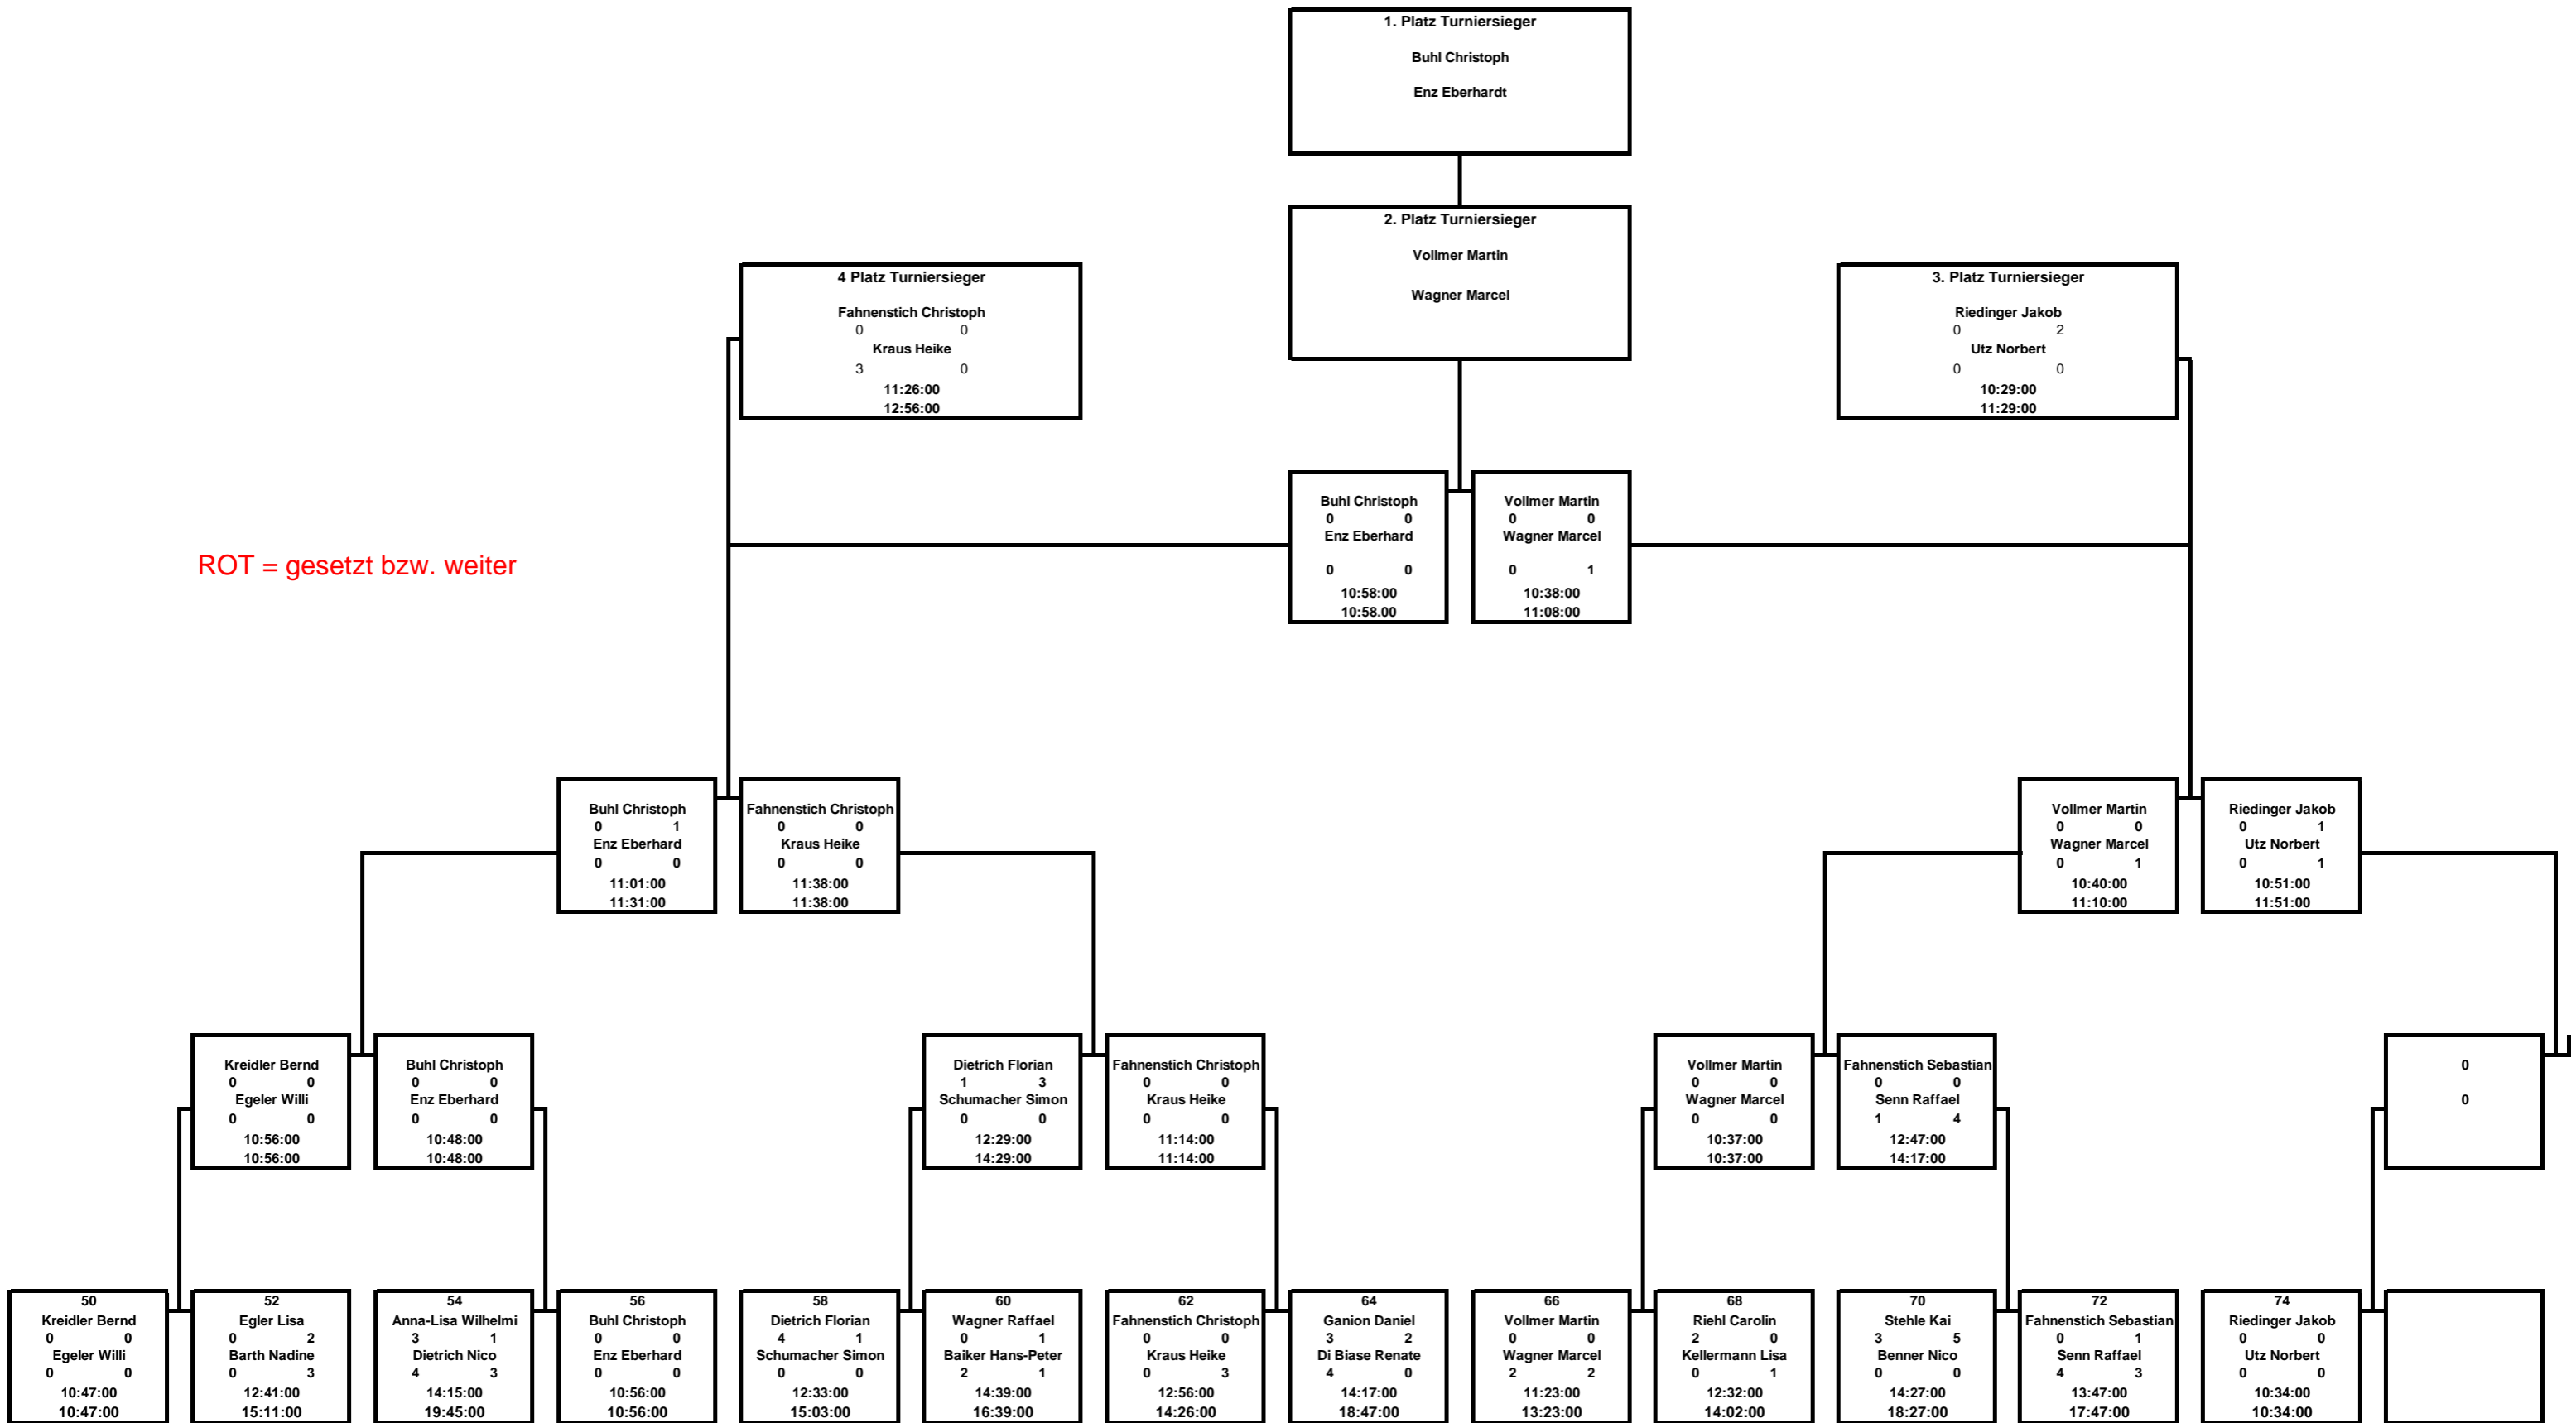 1. Platz Turniersieger
Buhl Christoph
Enz Eberhardt
2. Platz Turniersieger
Vollmer Martin
Wagner Marcel
4 Platz Turniersieger
Fahnenstich Christoph
0 0
Kraus Heike
3 0
11:26:00
12:56:00
3. Platz Turniersieger
Riedinger Jakob
0 2
Utz Norbert
0 0
10:29:00
11:29:00
ROT = gesetzt bzw. weiter
Buhl Christoph
0 0
Enz Eberhard
0 0
10:58:00
10:58.00
Vollmer Martin
0 0
Wagner Marcel
0 1
10:38:00
11:08:00
Buhl Christoph
0 1
Enz Eberhard
0 0
11:01:00
11:31:00
Fahnenstich Christoph
0 0
Kraus Heike
0 0
11:38:00
11:38:00
Vollmer Martin
0 0
Wagner Marcel
0 1
10:40:00
11:10:00
Riedinger Jakob
0 1
Utz Norbert
0 1
10:51:00
11:51:00
Kreidler Bernd
0 0
Egeler Willi
0 0
10:56:00
10:56:00
Buhl Christoph
0 0
Enz Eberhard
0 0
10:48:00
10:48:00
Dietrich Florian
1 3
Schumacher Simon
0 0
12:29:00
14:29:00
Fahnenstich Christoph
0 0
Kraus Heike
0 0
11:14:00
11:14:00
Vollmer Martin
0 0
Wagner Marcel
0 0
10:37:00
10:37:00
Fahnenstich Sebastian
0 0
Senn Raffael
1 4
12:47:00
14:17:00
0
0
50
Kreidler Bernd
0 0
Egeler Willi
0 0
10:47:00
10:47:00
52
Egler Lisa
0 2
Barth Nadine
0 3
12:41:00
15:11:00
54
Anna-Lisa Wilhelmi
3 1
Dietrich Nico
4 3
14:15:00
19:45:00
56
Buhl Christoph
0 0
Enz Eberhard
0 0
10:56:00
10:56:00
58
Dietrich Florian
4 1
Schumacher Simon
0 0
12:33:00
15:03:00
60
Wagner Raffael
0 1
Baiker Hans-Peter
2 1
14:39:00
16:39:00
62
Fahnenstich Christoph
0 0
Kraus Heike
0 3
12:56:00
14:26:00
64
Ganion Daniel
3 2
Di Biase Renate
4 0
14:17:00
18:47:00
66
Vollmer Martin
0 0
Wagner Marcel
2 2
11:23:00
13:23:00
68
Riehl Carolin
2 0
Kellermann Lisa
0 1
12:32:00
14:02:00
70
Stehle Kai
3 5
Benner Nico
0 0
14:27:00
18:27:00
72
Fahnenstich Sebastian
0 1
Senn Raffael
4 3
13:47:00
17:47:00
74
Riedinger Jakob
0 0
Utz Norbert
0 0
10:34:00
10:34:00